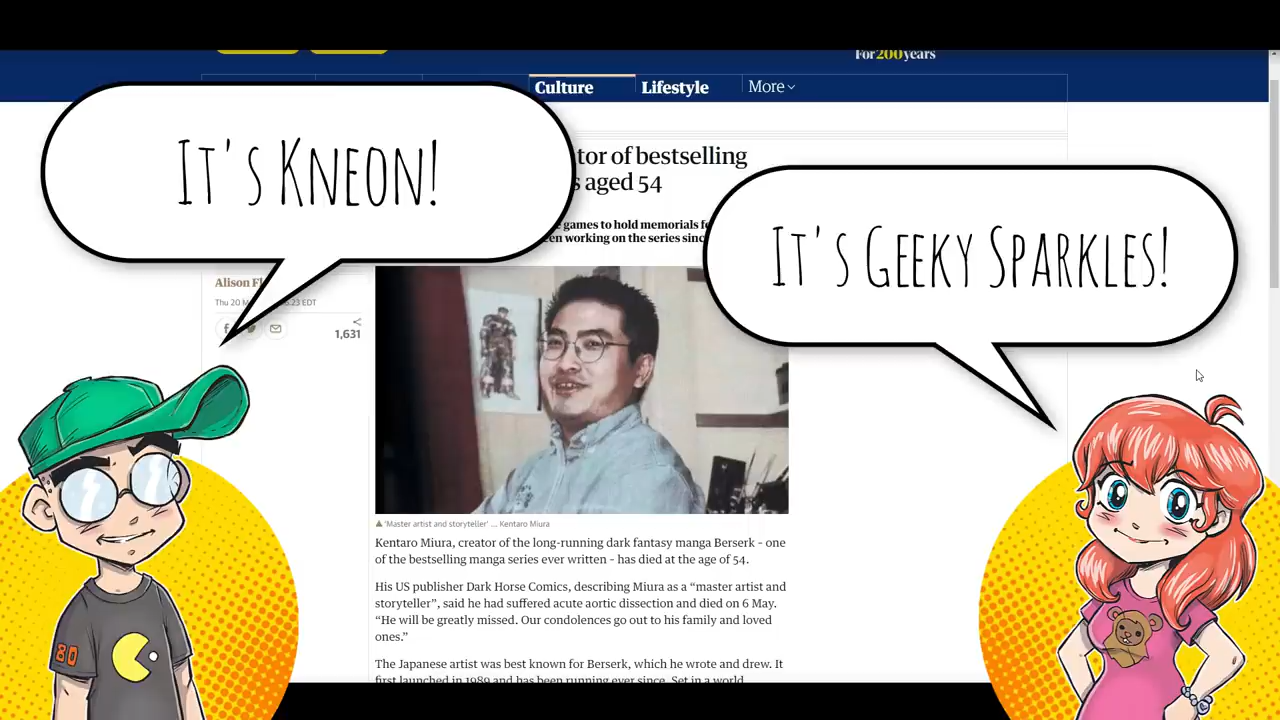 For200years
Culture
Lifestyle
More
It's Kneon!
tor of bestselling
aged 54
It's Geeky Sparkles!
games to hold memorials
working on the series
Alison
Thu 20
EDT
1,631
'Master artist and storyteller' ... Kentaro Miura
Kentaro Miura, creator of the long-running dark fantasy manga Berserk – one
of the bestselling manga series ever written – has died at the age of 54.
His US publisher Dark Horse Comics, describing Miura as a “master artist and
storyteller”, said he had suffered acute aortic dissection and died on 6 May.
“He will be greatly missed. Our condolences go out to his family and loved
ones.”
The Japanese artist was best known for Berserk, which he wrote and drew. It
first launched in 1989 and has been running ever since. Set in a world
80